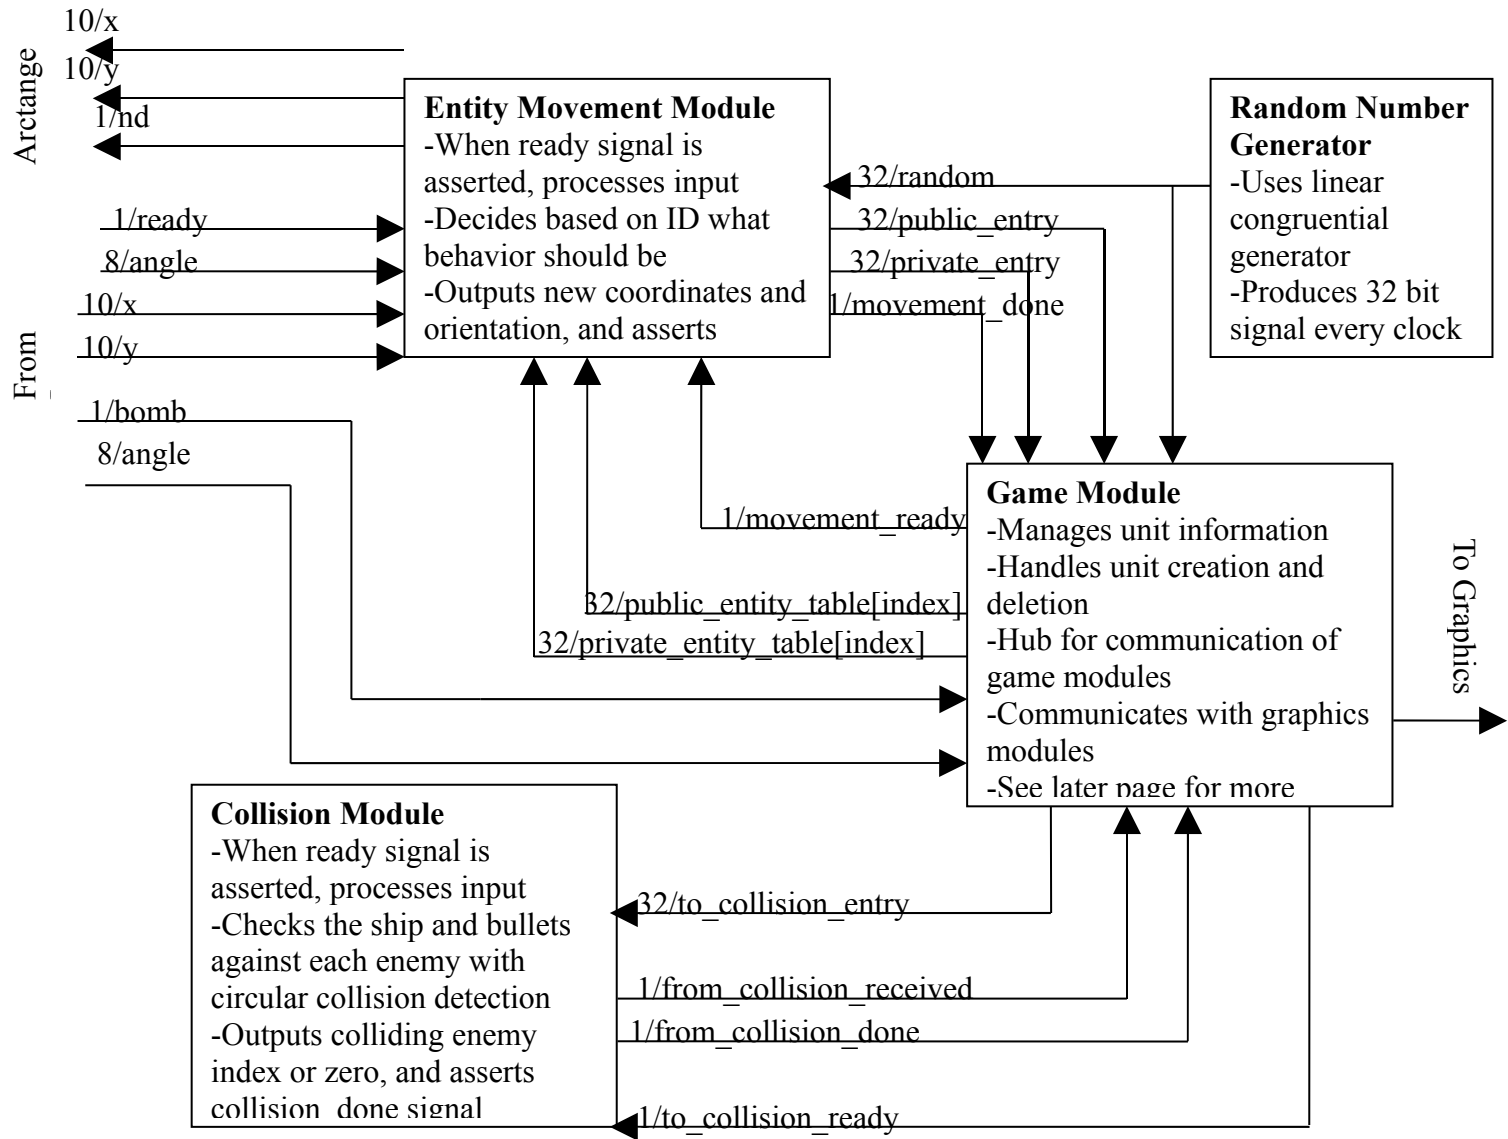 10/x
10/y
1/nd
Arctange
1/ready
8/angle
10/x
10/y
From
1/bomb
8/angle
Entity Movement Module
-When ready signal is
asserted, processes input
-Decides based on ID what
behavior should be
-Outputs new coordinates and
orientation, and asserts
32/random
32/public_entry
32/private_entry
1/movement_done
Random Number
Generator
-Uses linear
congruential
generator
-Produces 32 bit
signal every clock
1/movement_ready
32/public_entity_table[index]
32/private_entity_table[index]
Game Module
-Manages unit information
-Handles unit creation and
deletion
-Hub for communication of
game modules
-Communicates with graphics
modules
-See later page for more
To Graphics
Collision Module
-When ready signal is
asserted, processes input
-Checks the ship and bullets
against each enemy with
circular collision detection
-Outputs colliding enemy
index or zero, and asserts
collision_done signal
32/to_collision_entry
1/from_collision_received
1/from_collision_done
1/to_collision_ready